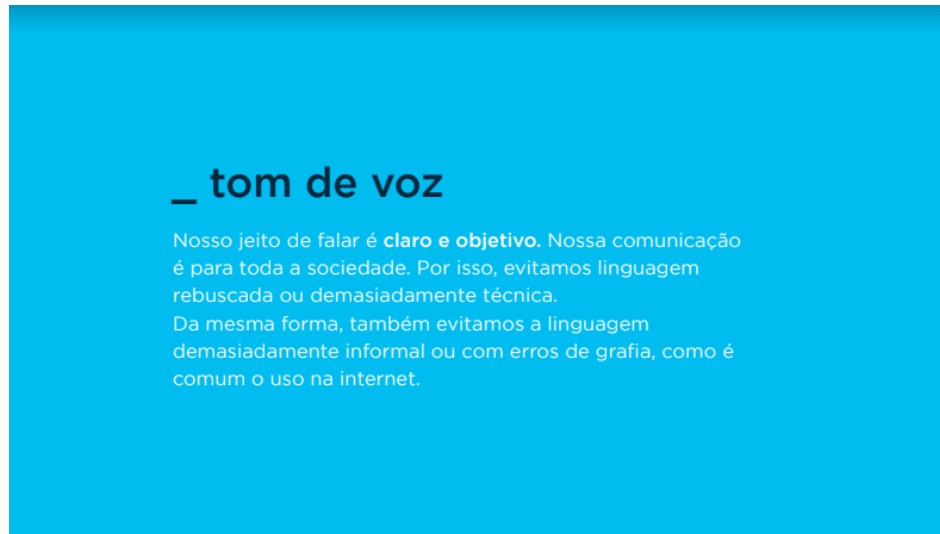 _ tom de voz
Nosso jeito de falar é claro e objetivo. Nossa comunicação
é para toda a sociedade. Por isso, evitamos linguagem
rebuscada ou demasiadamente técnica.
Da mesma forma, também evitamos a linguagem
demasiadamente informal ou com erros de grafia, como é
comum o uso na internet.